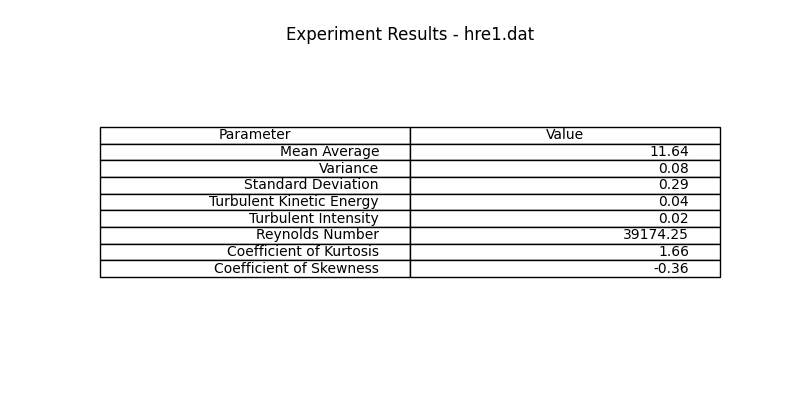 Experiment Results - hre1.dat
Parameter Value
Mean Average 11.64
Variance 0.08
Standard Deviation 0.29
Turbulent Kinetic Energy 0.04
Turbulent Intensity 0.02
Reynolds Number 39174.25
Coefficient of Kurtosis 1.66
Coefficient of Skewness -0.36